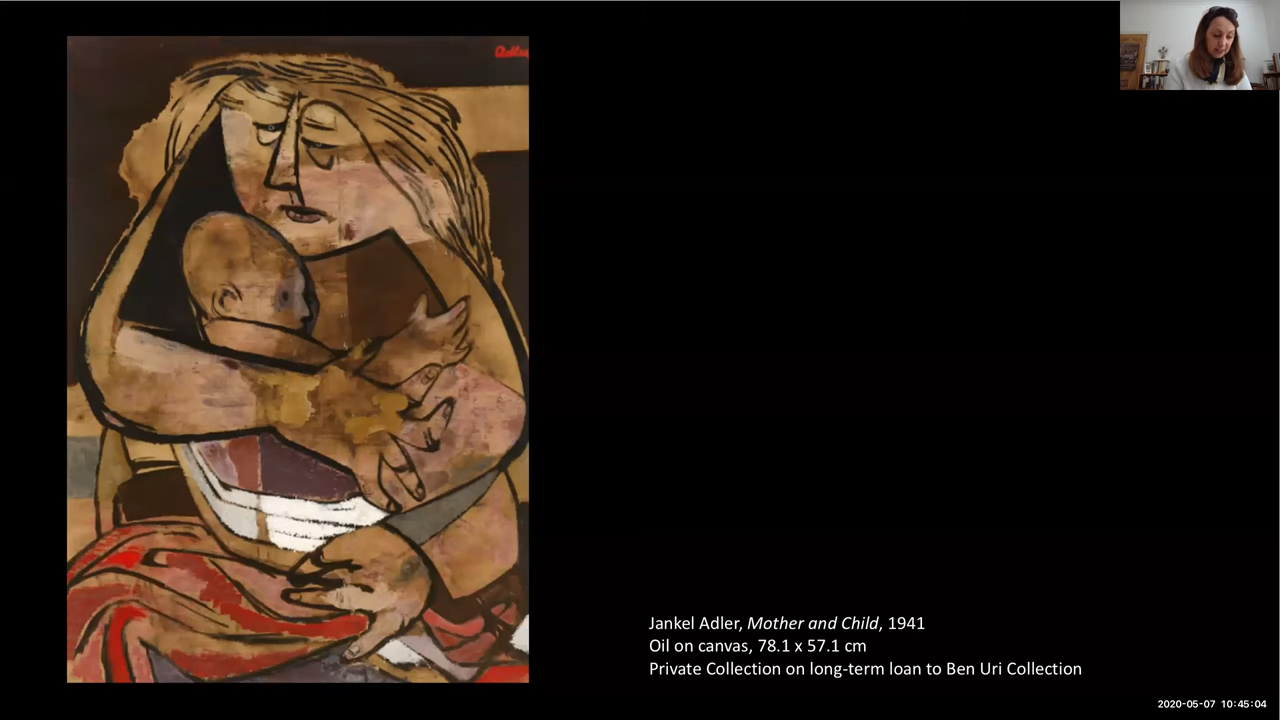 Adler
Jankel Adler, Mother and Child, 1941
Oil on canvas, 78.1 x 57.1 cm
Private Collection on long-term loan to Ben Uri Collection
2020-05-07 10:45:04